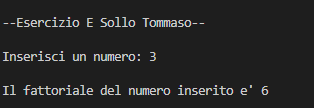 --Esercizio E Sollo Tommaso--
Inserisci un numero: 3
Il fattoriale del numero inserito e' 6